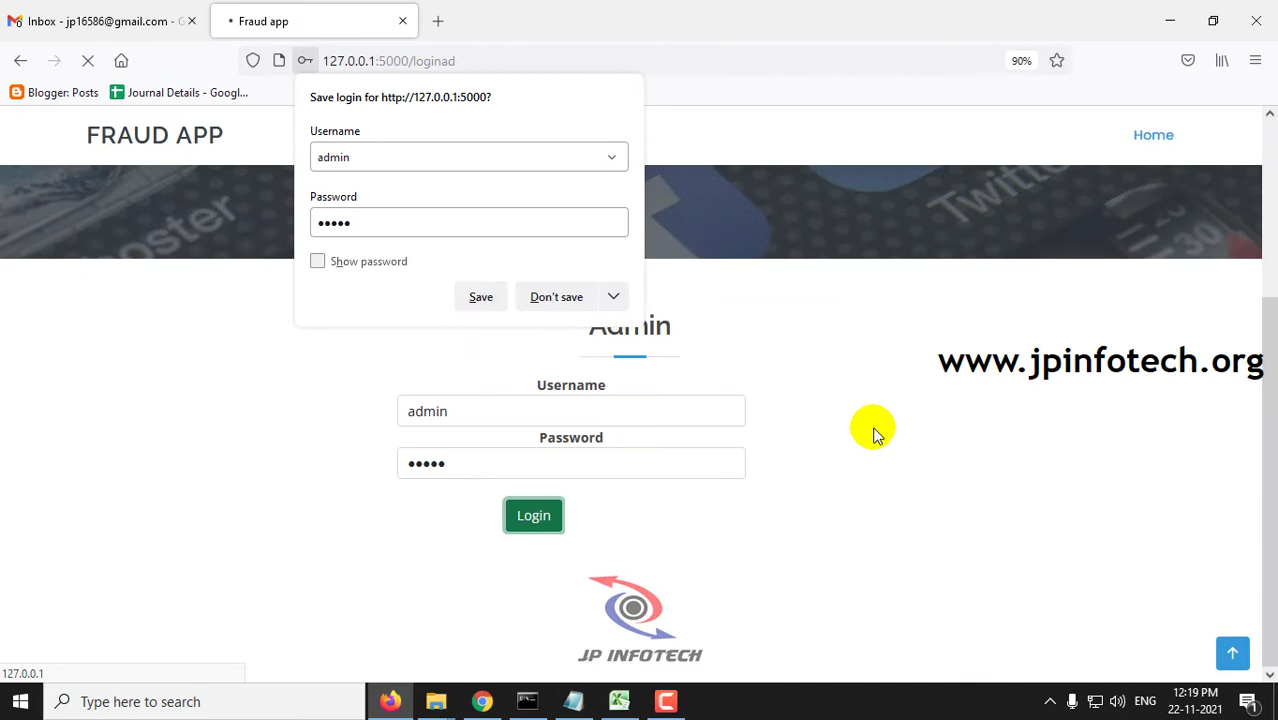 Inbox - jp16586@gmail.com - G
Fraud app
127.0.0.1:5000/loginad
90%
Blogger: Posts
Journal Details - Googl...
Save login for http://127.0.0.1:5000?
Username
admin
Password
•••••
Show password
Save
Don't save
FRAUD APP
Home
Twitter
Admin
www.jpinfotech.org
Username
admin
Password
•••••
Login
JP INFOTECH
127.0.0.1
Type here to search
ENG
12:19 PM
22-11-2021
1